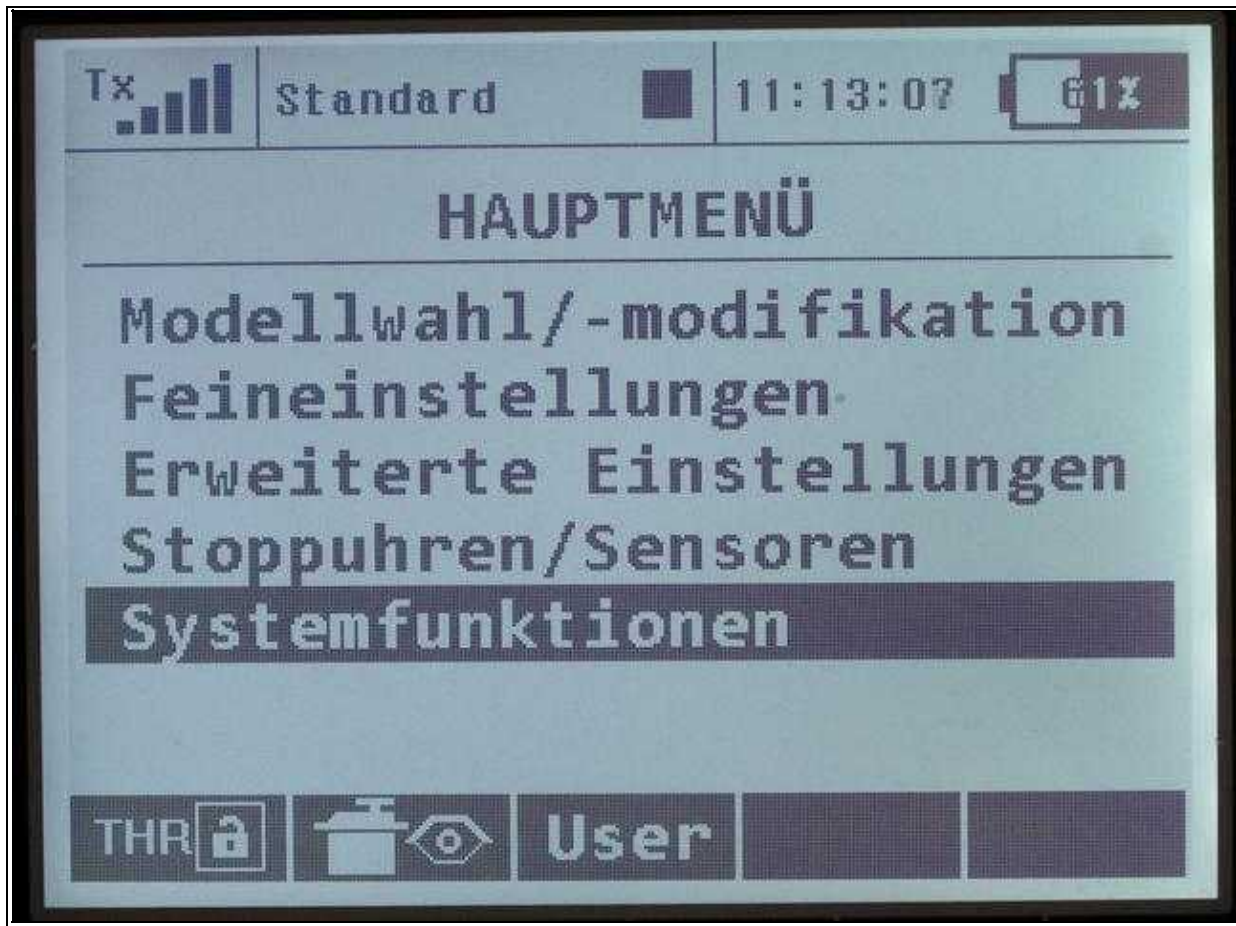 Tx Standard 11:13:07 61%
HAUPTMENÜ
Modellwahl/-modifikation
Feineinstellungen
Erweiterte Einstellungen
Stoppuhren/Sensoren
Systemfunktionen
THR User